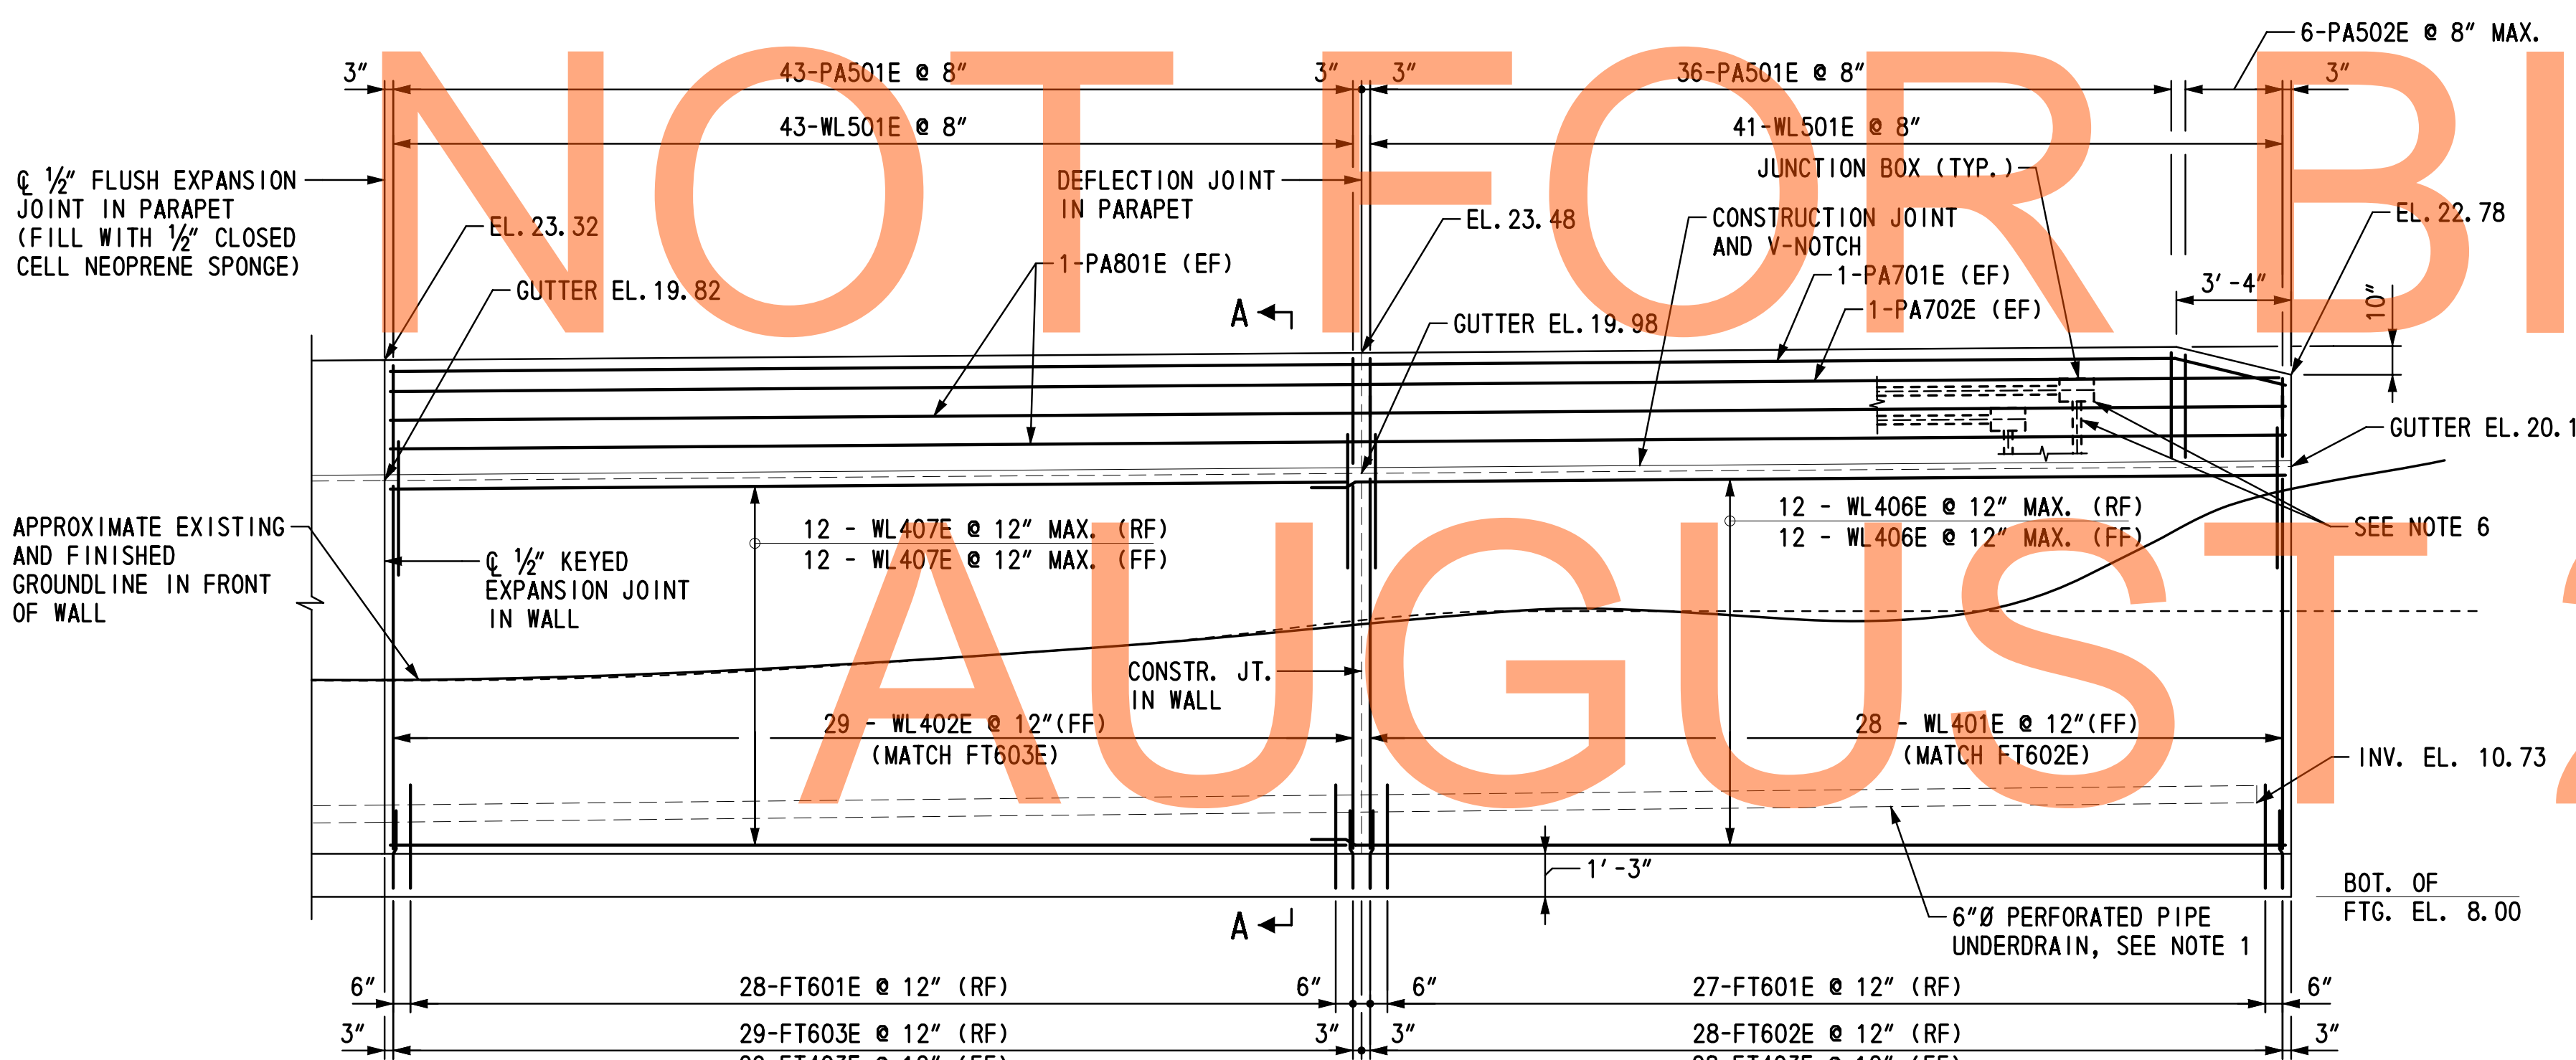 6-PA502E @ 8" MAX.
3"
43-PA501E @ 8"
3"
3"
36-PA501E @ 8"
3"
43-WL501E @ 8"
41-WL501E @ 8"
NOT FOR BI
℄ ½" FLUSH EXPANSION
JOINT IN PARAPET
(FILL WITH ½" CLOSED
CELL NEOPRENE SPONGE)
DEFLECTION JOINT
IN PARAPET
JUNCTION BOX (TYP.)
EL. 23.32
EL. 23.48
CONSTRUCTION JOINT
AND V-NOTCH
EL. 22.78
GUTTER EL. 19.82
1-PA801E (EF)
1-PA701E (EF)
1-PA702E (EF)
3'-4"
10"
A
GUTTER EL. 19.98
GUTTER EL. 20.1
APPROXIMATE EXISTING
AND FINISHED
GROUNDLINE IN FRONT
OF WALL
℄ ½" KEYED
EXPANSION JOINT
IN WALL
12 - WL407E @ 12" MAX. (RF)
12 - WL407E @ 12" MAX. (FF)
12 - WL406E @ 12" MAX. (RF)
12 - WL406E @ 12" MAX. (FF)
SEE NOTE 6
AUGUST 2
CONSTR. JT.
IN WALL
29 - WL402E @ 12"(FF)
(MATCH FT603E)
28 - WL401E @ 12"(FF)
(MATCH FT602E)
INV. EL. 10.73
1'-3"
A
6"Ø PERFORATED PIPE
UNDERDRAIN, SEE NOTE 1
BOT. OF
FTG. EL. 8.00
6"
28-FT601E @ 12" (RF)
6"
6"
27-FT601E @ 12" (RF)
6"
3"
29-FT603E @ 12" (RF)
3"
3"
28-FT602E @ 12" (RF)
3"